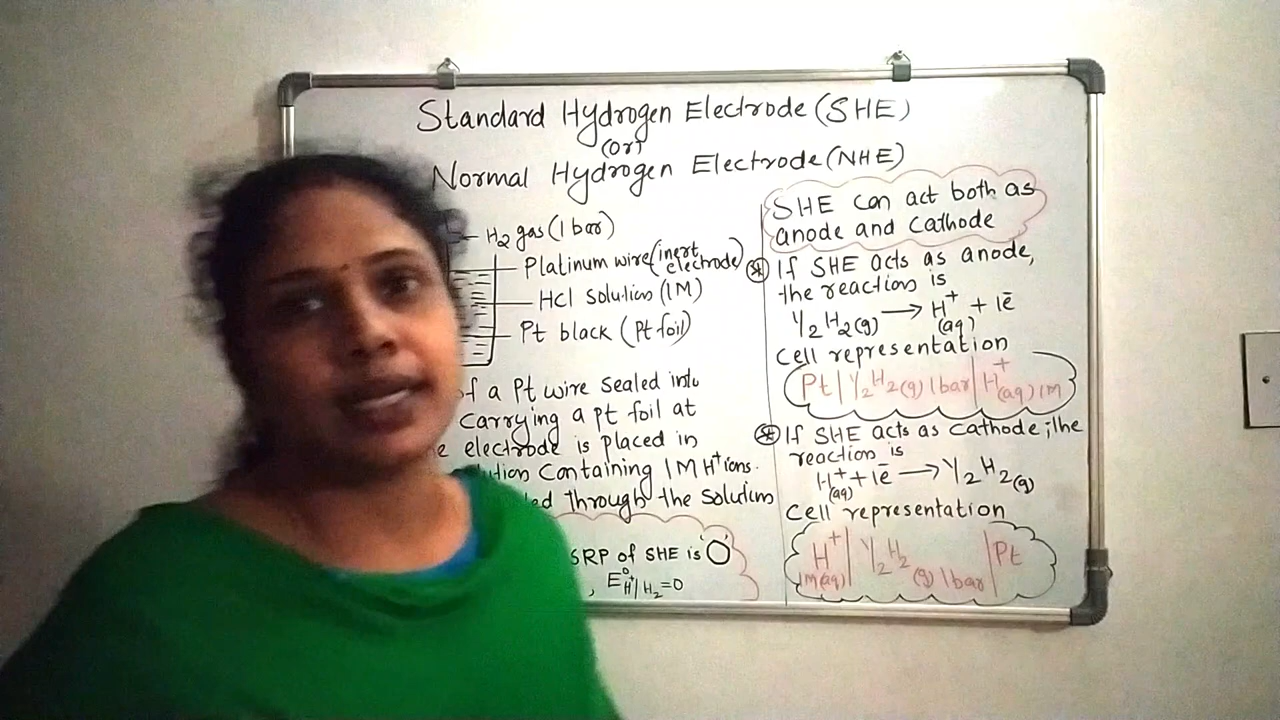 Standard Hydrogen Electrode (SHE)
(or)
Normal Hydrogen Electrode (NHE)
H₂ gas (1 bar)
Platinum wire (inert electrode)
HCl solution (1M)
Pt black (Pt foil)
of a Pt wire sealed into
carrying a pt foil at
electrode is placed in
containing 1M H⁺ ions.
through the solution
SRP of SHE is 'O'
, E°H⁺/H₂=0
SHE can act both as
anode and cathode
* If SHE acts as anode,
the reaction is
½ H₂(g) → H⁺(aq) + 1e⁻
Cell representation
Pt | ½ H₂(g) 1 bar | H⁺(aq) 1M
* If SHE acts as cathode, the
reaction is
H⁺(aq) + 1e⁻ → ½ H₂(g)
Cell representation
H⁺ 1M(aq) | ½ H₂ (g) 1 bar | Pt